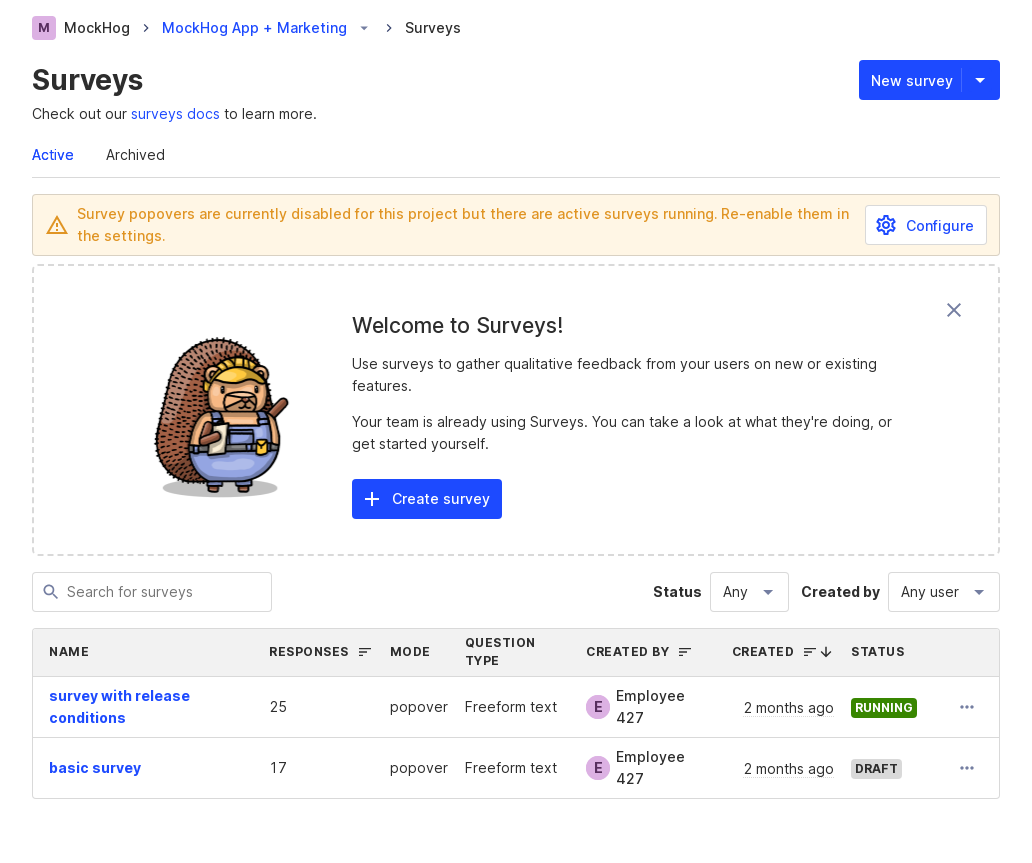 M MockHog MockHog App + Marketing Surveys
Surveys
New survey
Check out our surveys docs to learn more.
Active Archived
Survey popovers are currently disabled for this project but there are active surveys running. Re-enable them in
the settings.
Configure
Welcome to Surveys!
Use surveys to gather qualitative feedback from your users on new or existing
features.
Your team is already using Surveys. You can take a look at what they're doing, or
get started yourself.
Create survey
Search for surveys Status Any Created by Any user
NAME RESPONSES MODE QUESTION TYPE CREATED BY CREATED STATUS
survey with release conditions 25 popover Freeform text E Employee 427 2 months ago RUNNING
basic survey 17 popover Freeform text E Employee 427 2 months ago DRAFT